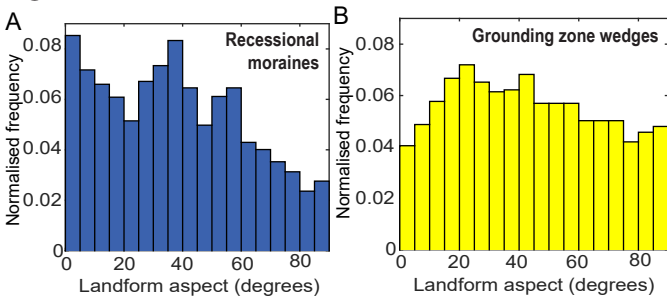 A
Recessional
moraines
Normalised frequency
0.08
0.06
0.04
0.02
0
0
20
40
60
80
Landform aspect (degrees)
B
Grounding zone wedges
Normalised frequency
0.08
0.06
0.04
0.02
0
0
20
40
60
80
Landform aspect (degrees)